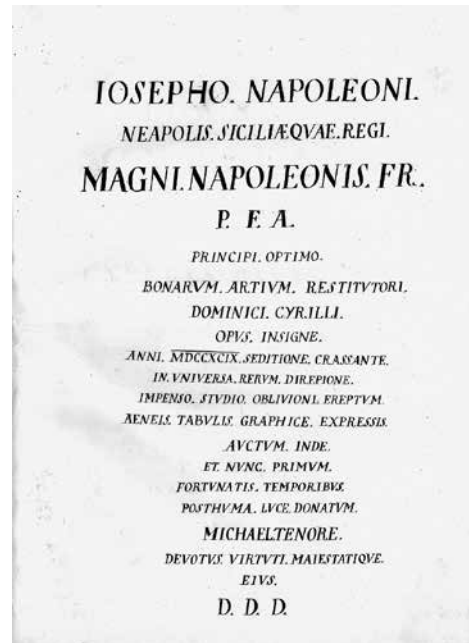 IOSEPHO. NAPOLEONI.
NEAPOLIS. SICILIÆQVAE. REGI.
MAGNI. NAPOLEONIS. FR.
P. F. A.
PRINCIPI. OPTIMO.
BONARVM. ARTIVM. RESTITVTORI.
DOMINICI. CYRILLI.
OPVS. INSIGNE.
ANNI. MDCCXCIX. SEDITIONE. CRASSANTE.
IN. VNIVERSA. RERVM. DIREPIONE.
IMPENSO. STVDIO. OBLIVIONI. EREPTVM.
AENEIS. TABVLIS. GRAPHICE. EXPRESSIS.
AVCTVM. INDE.
ET. NVNC. PRIMVM.
FORTVNATIS. TEMPORIBVS.
POSTHVMA. LVCE. DONATVM.
MICHAEL.TENORE.
DEVOTVS. VIRTVTI. MAIESTATIQVE.
EIVS.
D. D. D.